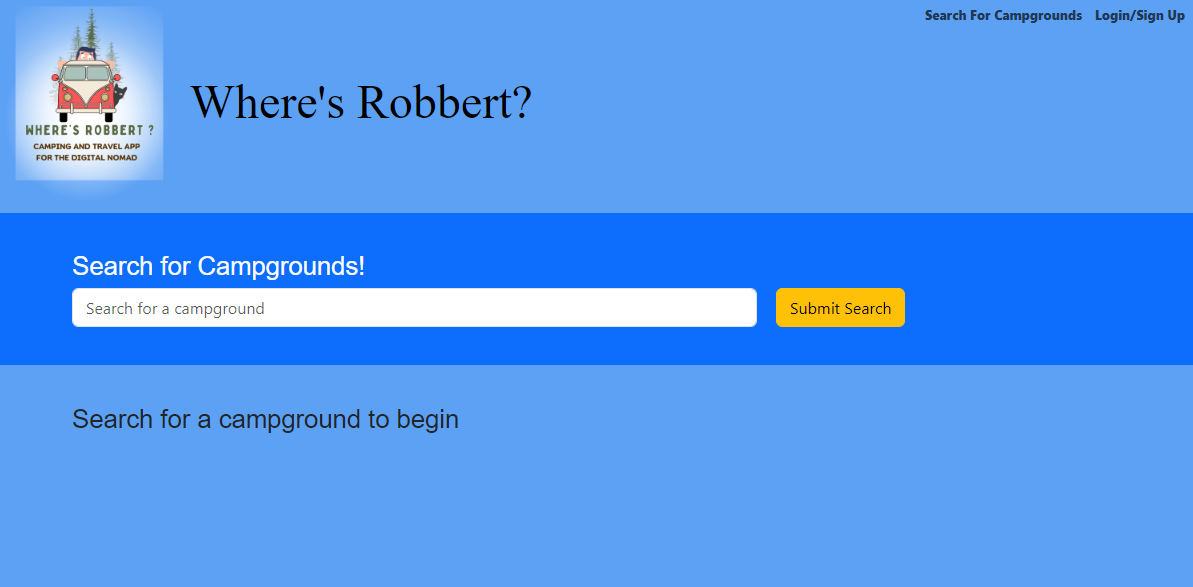 Search For Campgrounds Login/Sign Up
WHERE'S ROBBERT ?
CAMPING AND TRAVEL APP
FOR THE DIGITAL NOMAD
Where's Robbert?
Search for Campgrounds!
Search for a campground
Submit Search
Search for a campground to begin